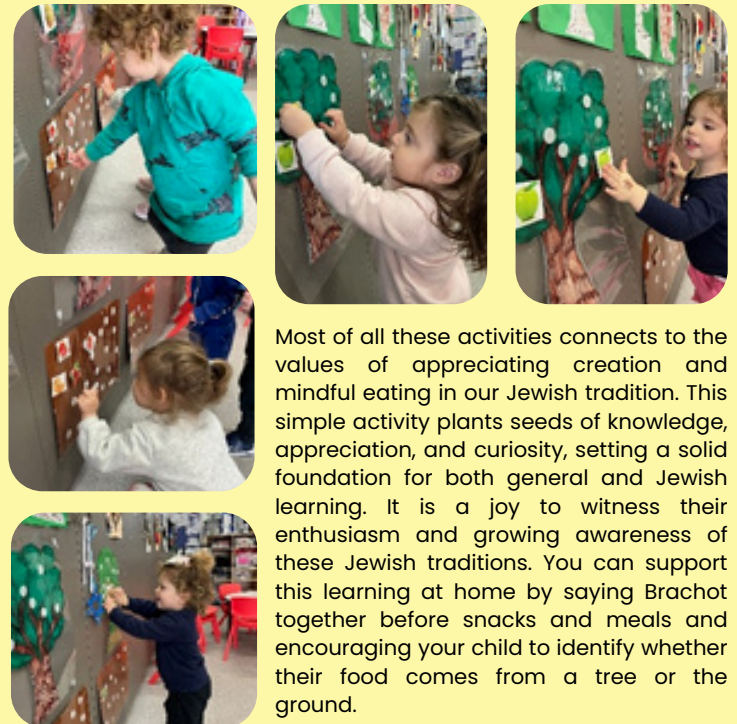 Most of all these activities connects to the
values of appreciating creation and
mindful eating in our Jewish tradition. This
simple activity plants seeds of knowledge,
appreciation, and curiosity, setting a solid
foundation for both general and Jewish
learning. It is a joy to witness their
enthusiasm and growing awareness of
these Jewish traditions. You can support
this learning at home by saying Brachot
together before snacks and meals and
encouraging your child to identify whether
their food comes from a tree or the
ground.